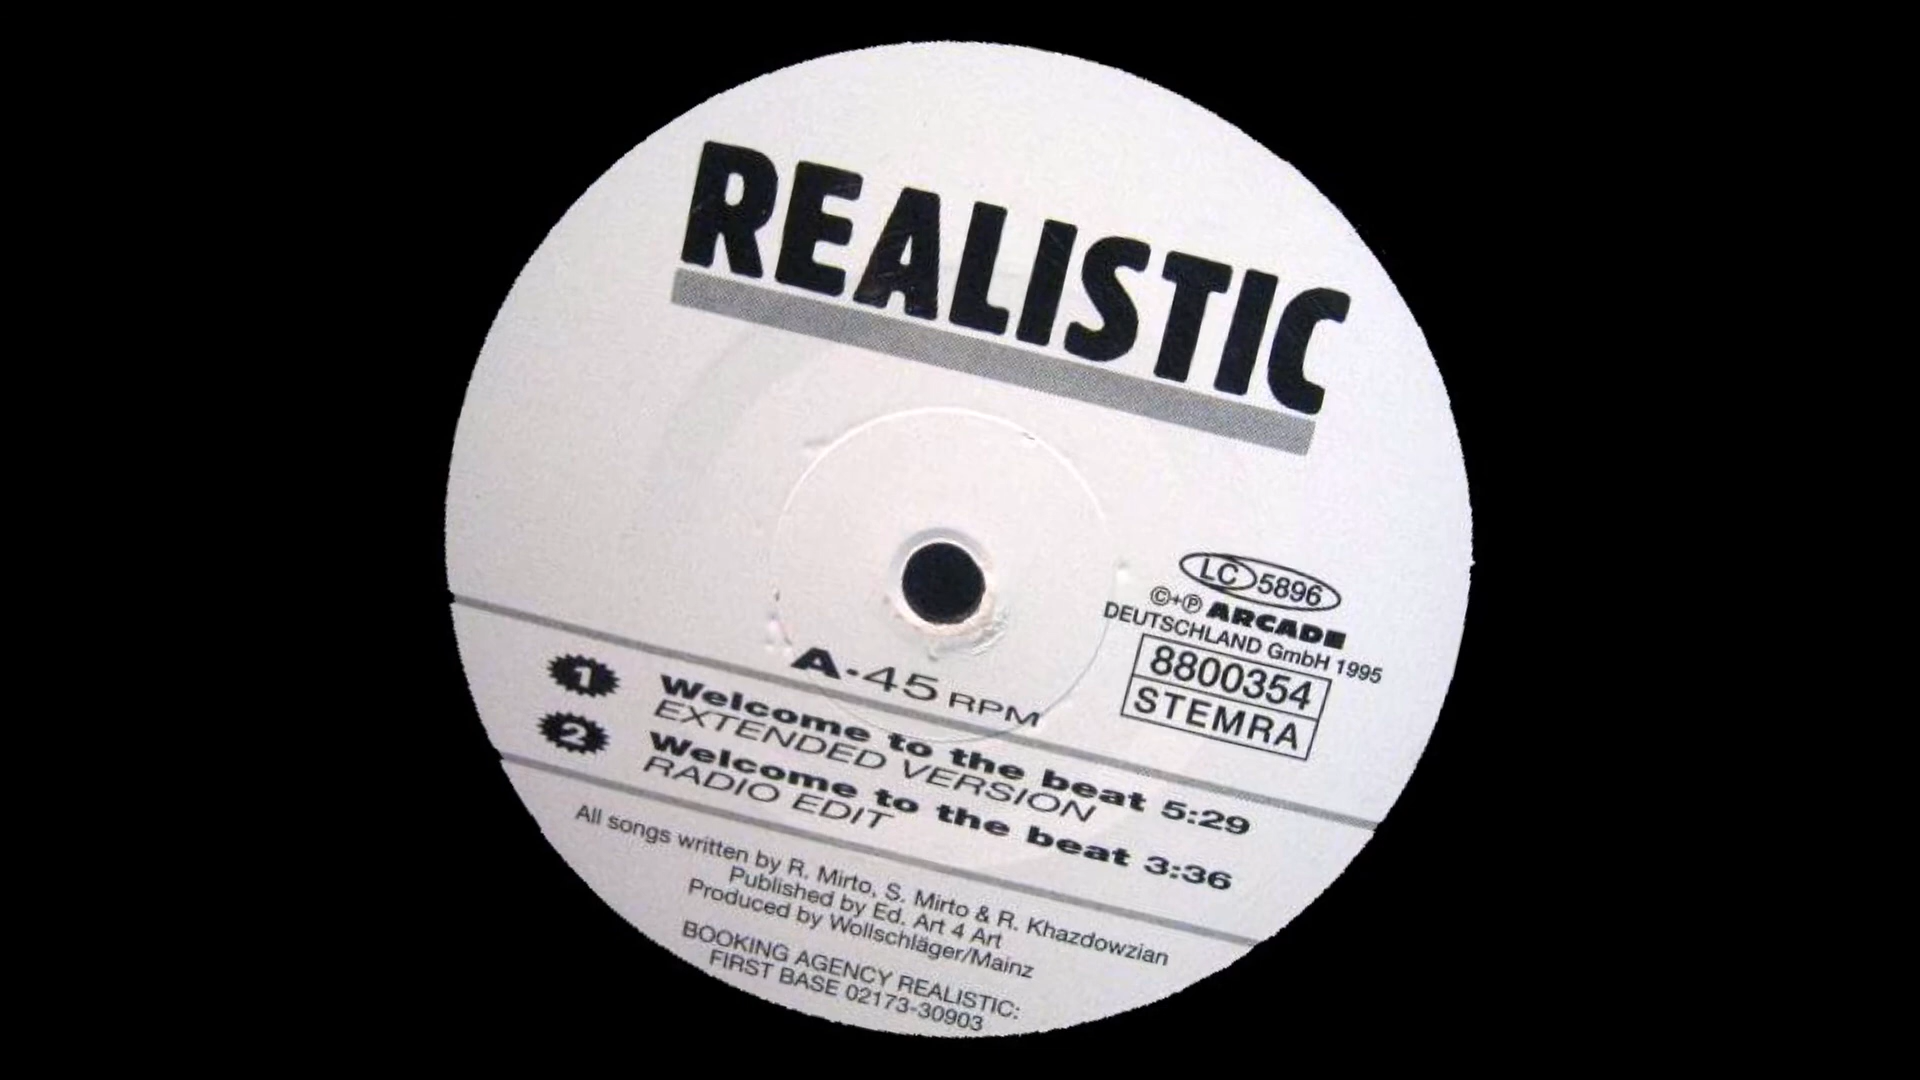 REALISTIC
LC 5896
©+℗ ARCADE
DEUTSCHLAND GmbH 1995
8800354
STEMRA
A·45 RPM
1 Welcome to the beat 5:29
EXTENDED VERSION
2 Welcome to the beat 3:36
RADIO EDIT
All songs written by R. Mirto, S. Mirto & R. Khazdowzian
Published by Ed. Art 4 Art
Produced by Wollschläger/Mainz
BOOKING AGENCY REALISTIC:
FIRST BASE 02173-30903